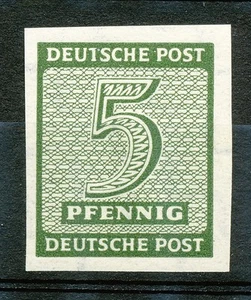 DEUTSCHE POST
5
PFENNIG
DEUTSCHE POST